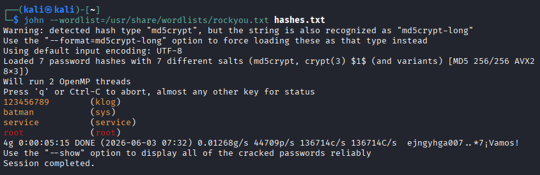 (kali㉿kali)-[~]
$ john --wordlist=/usr/share/wordlists/rockyou.txt hashes.txt
Warning: detected hash type "md5crypt", but the string is also recognized as "md5crypt-long"
Use the "--format=md5crypt-long" option to force loading these as that type instead
Using default input encoding: UTF-8
Loaded 7 password hashes with 7 different salts (md5crypt, crypt(3) $1$ (and variants) [MD5 256/256 AVX2
8×3])
Will run 2 OpenMP threads
Press 'q' or Ctrl-C to abort, almost any other key for status
123456789 (klog)
batman (sys)
service (service)
root (root)
4g 0:00:05:15 DONE (2026-06-03 07:32) 0.01268g/s 44709p/s 136714c/s 136714C/s ejngyhga007..*7¡Vamos!
Use the "--show" option to display all of the cracked passwords reliably
Session completed.